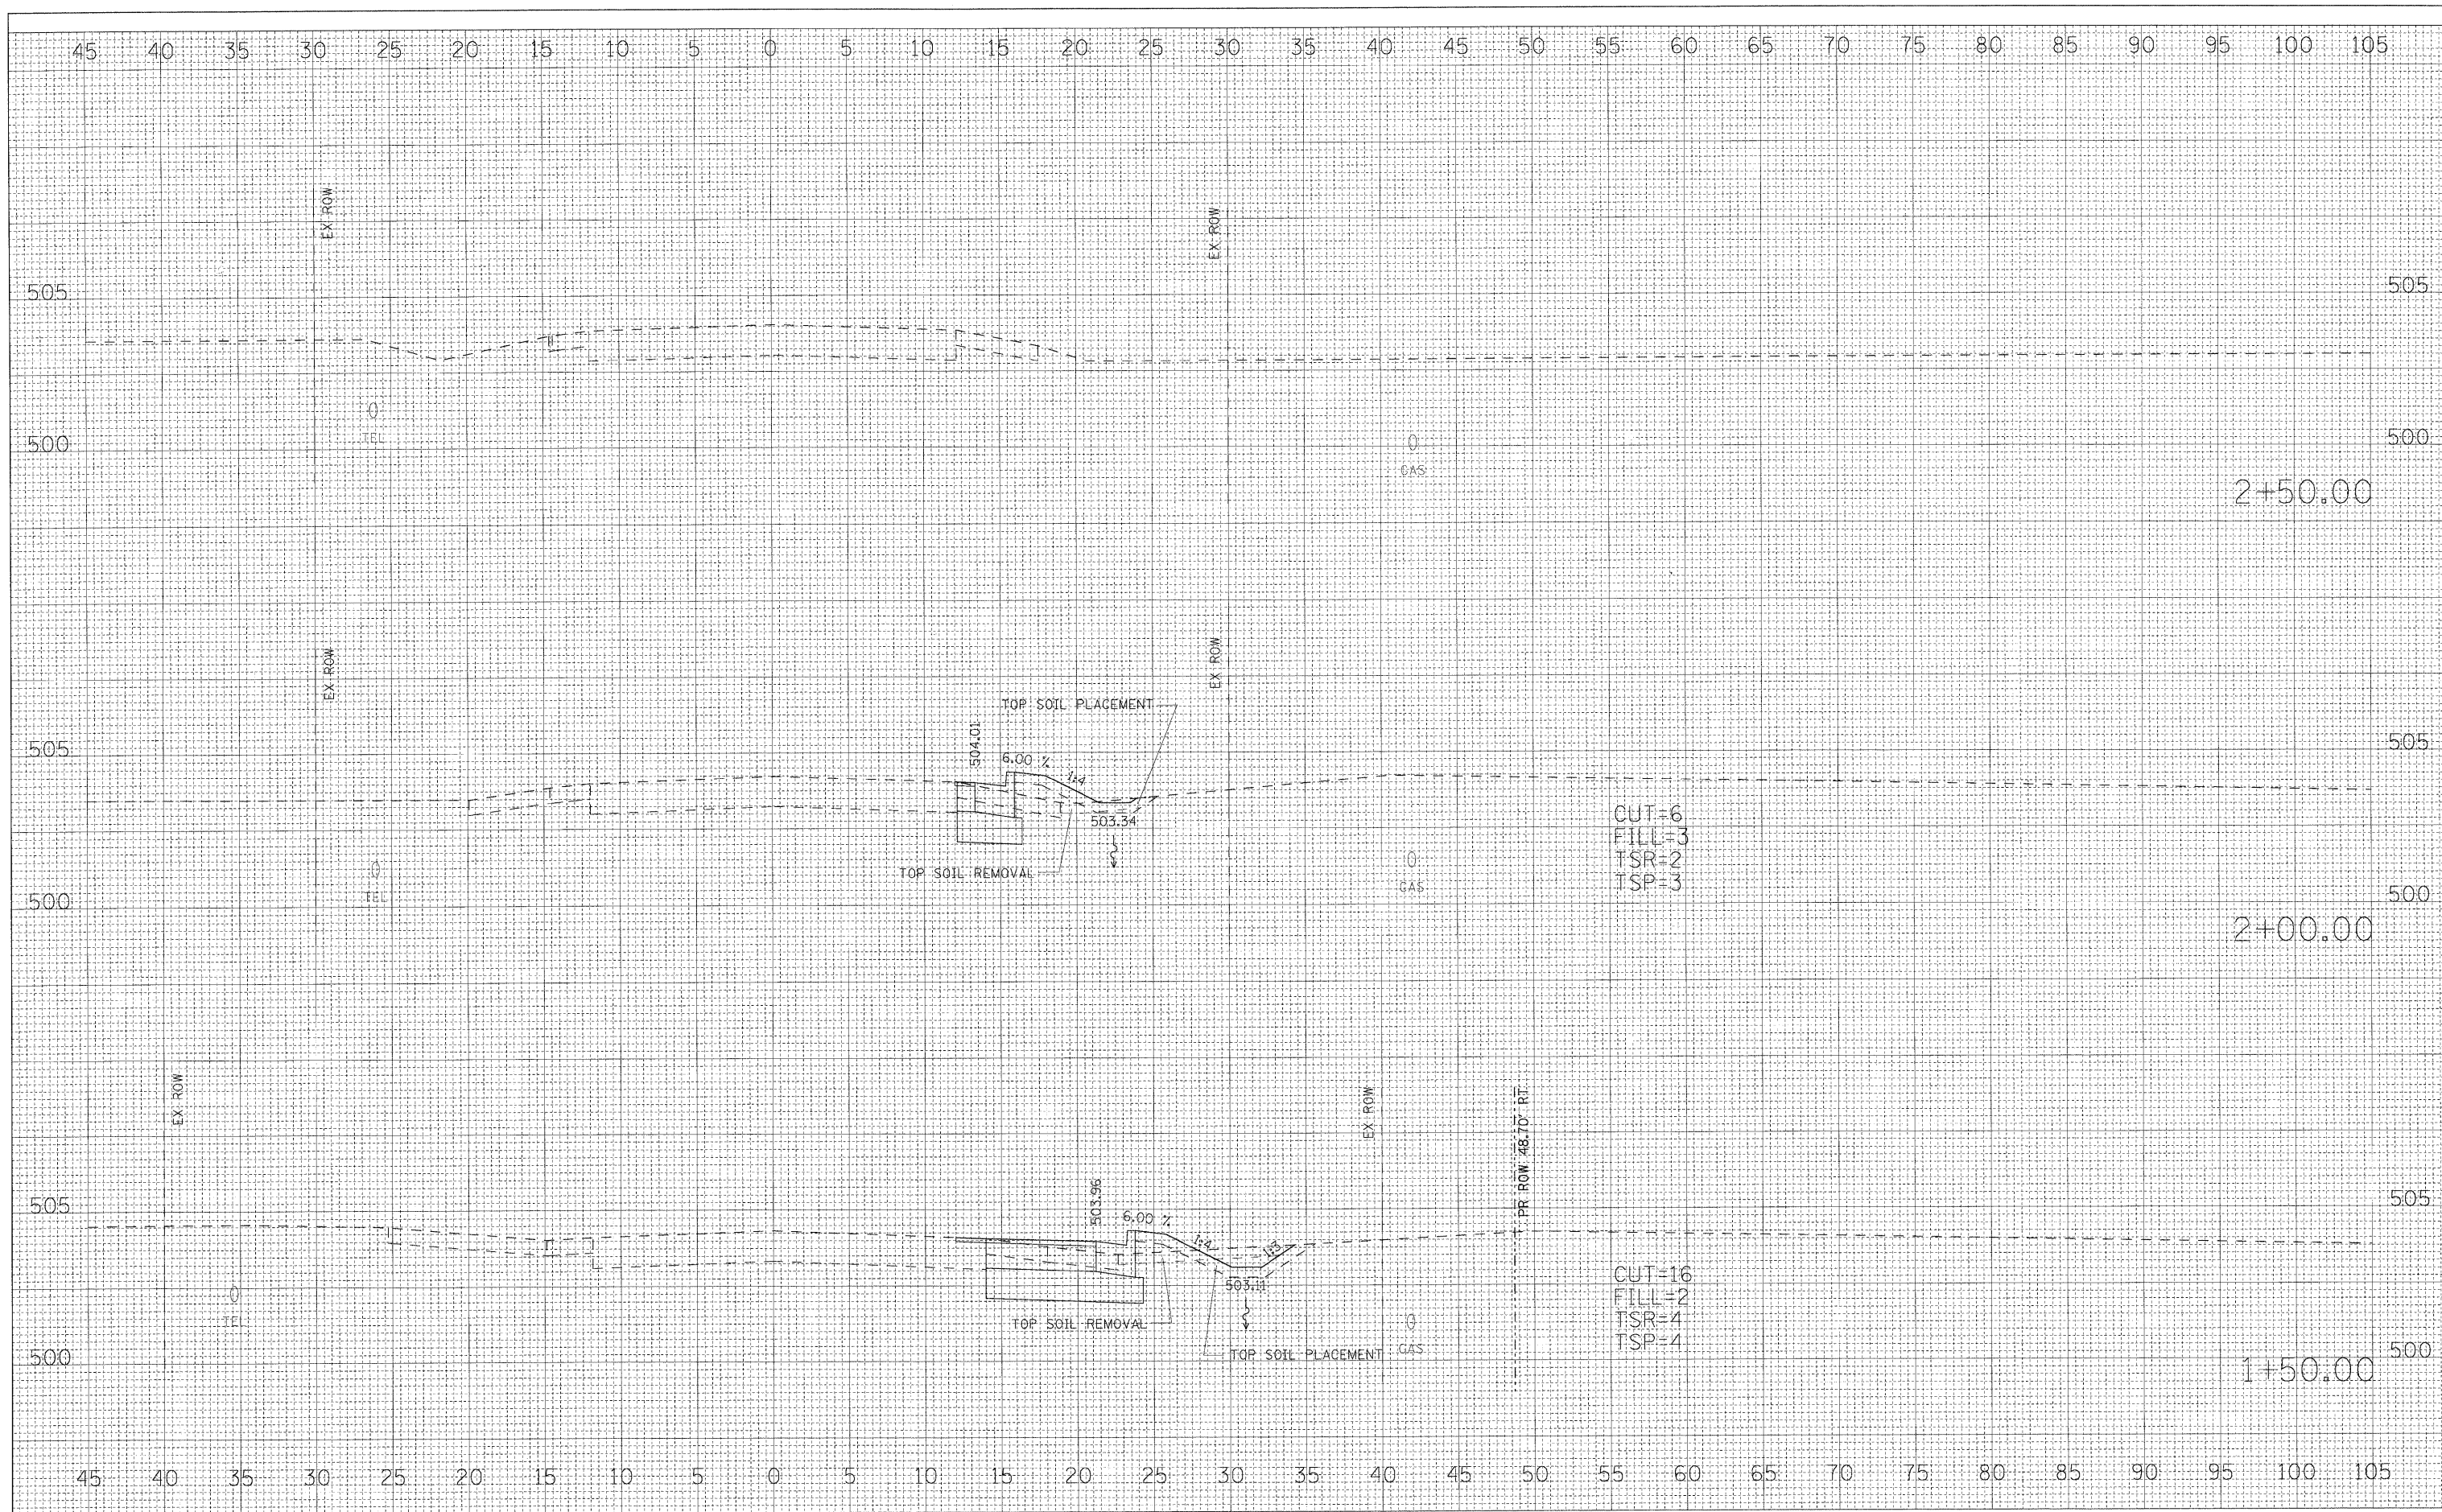 45 40 35 30 25 20 15 10 5 0 5 10 15 20 25 30 35 40 45 50 55 60 65 70 75 80 85 90 95 100 105
EX ROW
EX ROW
505 505
TEL
500 500
GAS
2+50.00
EX ROW
EX ROW
TOP SOIL PLACEMENT
504.01
505 505
6.00 %
1:4
503.34
TOP SOIL REMOVAL
CUT=6
FILL=3
TSR=2
TSP=3
TEL
GAS
500 500
2+00.00
EX ROW
EX ROW
PR ROW 48.70' RT
503.96
505 505
6.00 %
1:4
1:3
503.11
TOP SOIL REMOVAL
TOP SOIL PLACEMENT
CUT=16
FILL=2
TSR=4
TSP=4
TEL
GAS
500 500
1+50.00
45 40 35 30 25 20 15 10 5 0 5 10 15 20 25 30 35 40 45 50 55 60 65 70 75 80 85 90 95 100 105